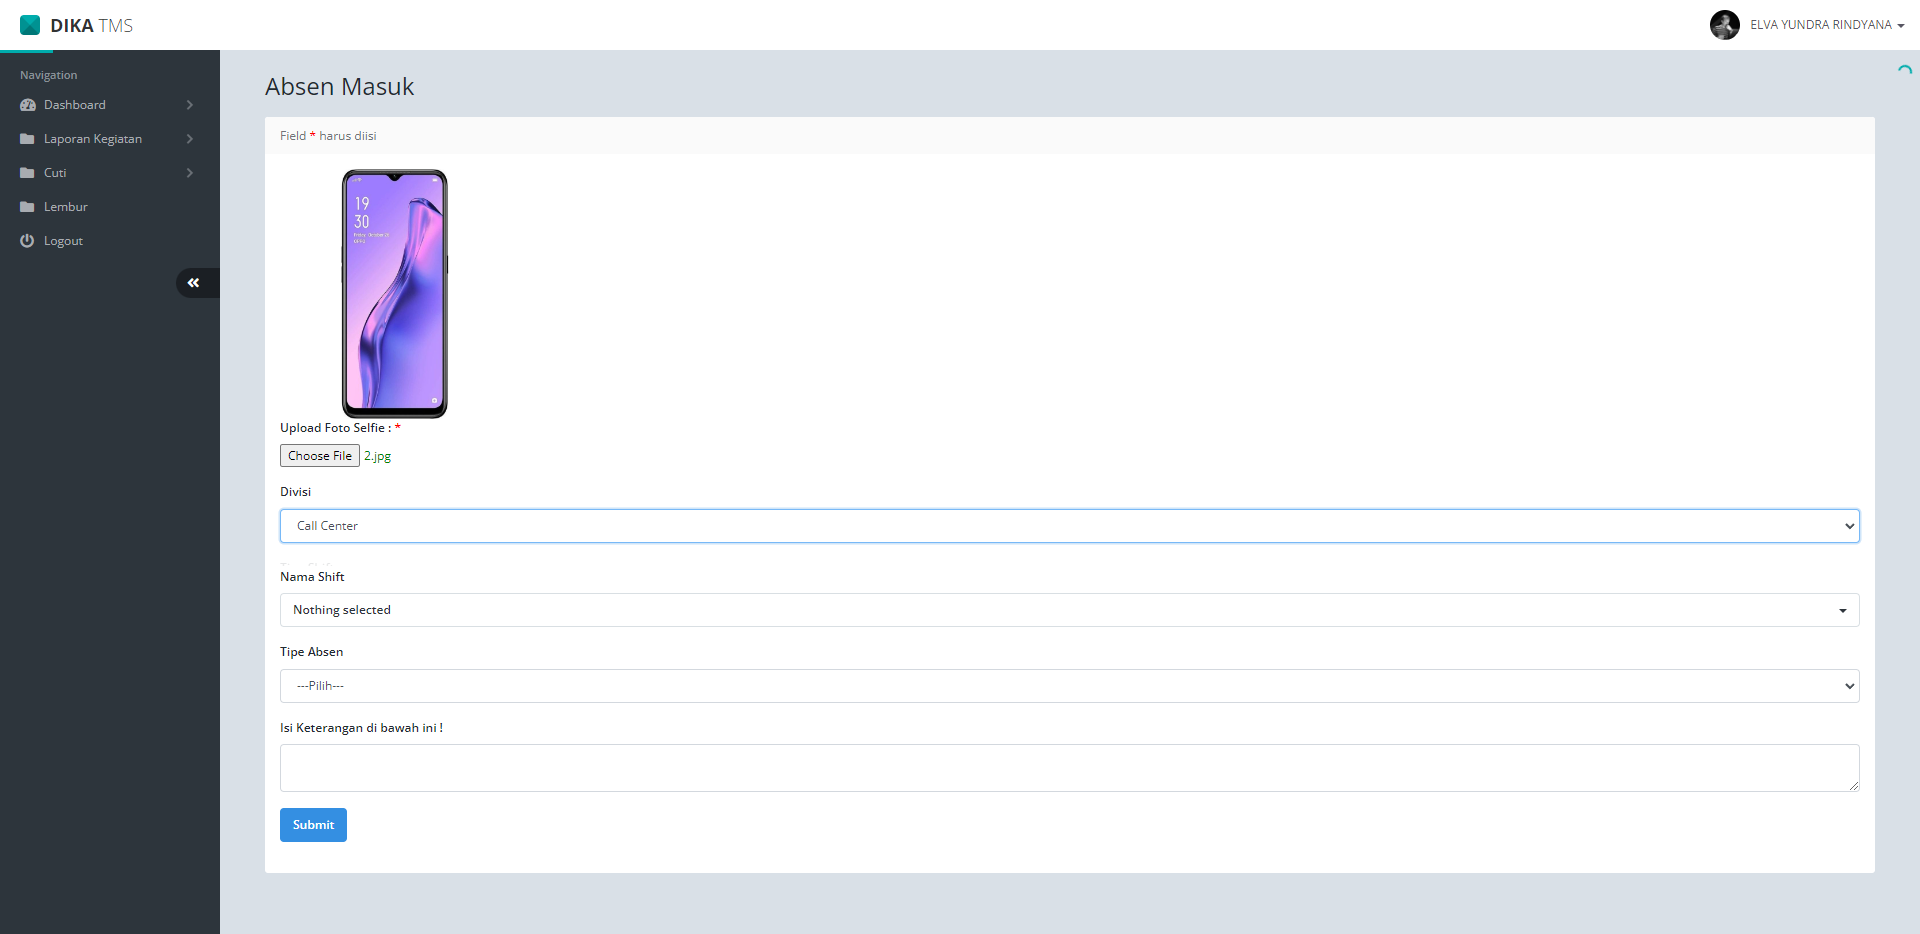 DIKA TMS
ELVA YUNDRA RINDYANA
Navigation
Dashboard
Laporan Kegiatan
Cuti
Lembur
Logout
Absen Masuk
Field * harus diisi
19
30
Upload Foto Selfie : *
Choose File 2.jpg
Divisi
Call Center
Nama Shift
Nothing selected
Tipe Absen
---Pilih---
Isi Keterangan di bawah ini !
Submit